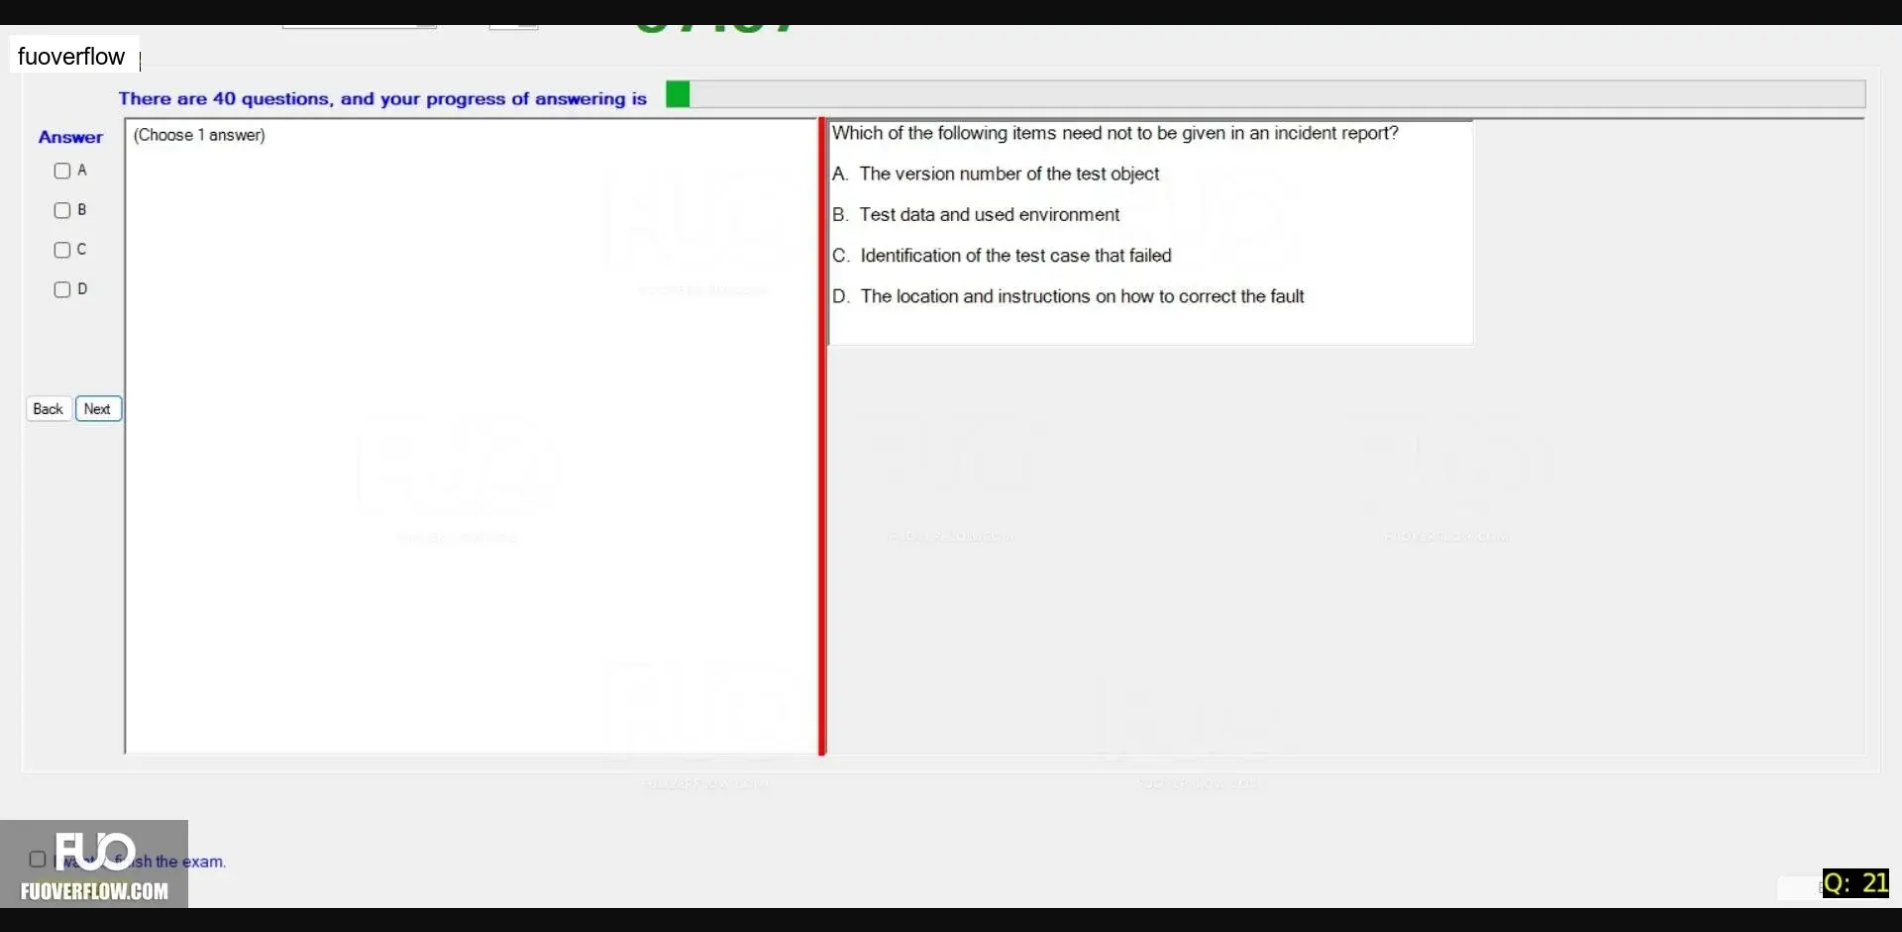 fuoverflow
There are 40 questions, and your progress of answering is
Answer
(Choose 1 answer)
A
B
C
D
Back
Next
Which of the following items need not to be given in an incident report?
A. The version number of the test object
B. Test data and used environment
C. Identification of the test case that failed
D. The location and instructions on how to correct the fault
sh the exam.
FUO
FUOVERFLOW.COM
Q: 21